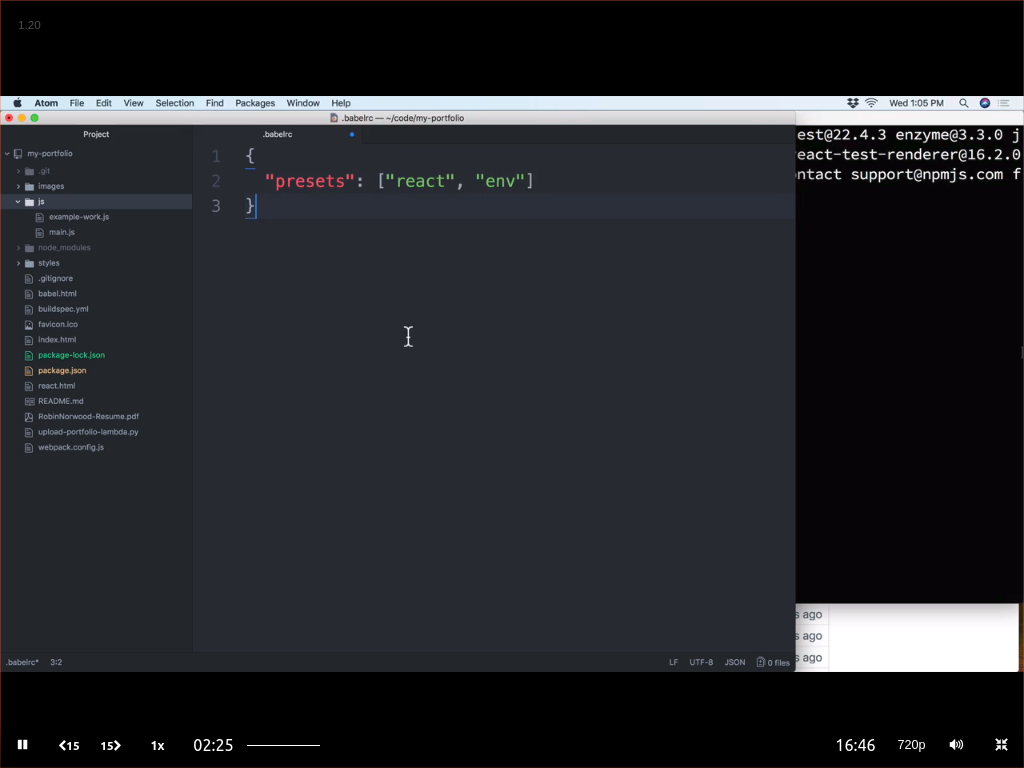 1.20
Atom File Edit View Selection Find Packages Window Help
Wed 1:05 PM
.babelrc — ~/code/my-portfolio
Project
.babelrc
my-portfolio
.git
images
js
example-work.js
main.js
node_modules
styles
.gitignore
babel.html
buildspec.yml
favicon.ico
index.html
package-lock.json
package.json
react.html
README.md
RobinNorwood-Resume.pdf
upload-portfolio-lambda.py
webpack.config.js
1 {
2 "presets": ["react", "env"]
3 }
est@22.4.3 enzyme@3.3.0 j
react-test-renderer@16.2.0
ontact support@npmjs.com f
s ago
s ago
s ago
.babelrc* 3:2
LF UTF-8 JSON 0 files
15 15 1x 02:25
16:46 720p